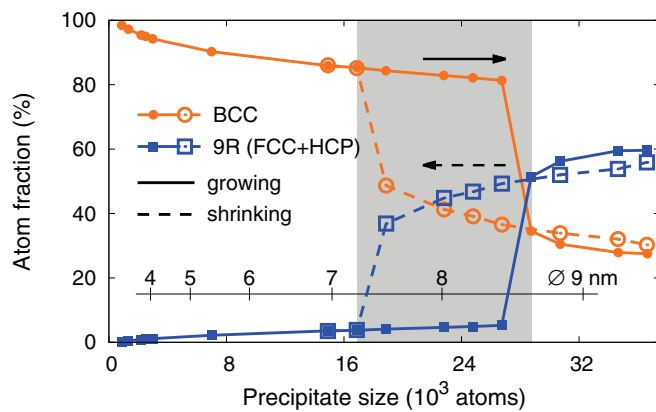 Atom fraction (%)
100
80
60
40
20
0
BCC
9R (FCC+HCP)
growing
shrinking
4 5 6 7 8 ∅ 9 nm
0 8 16 24 32
Precipitate size (10³ atoms)